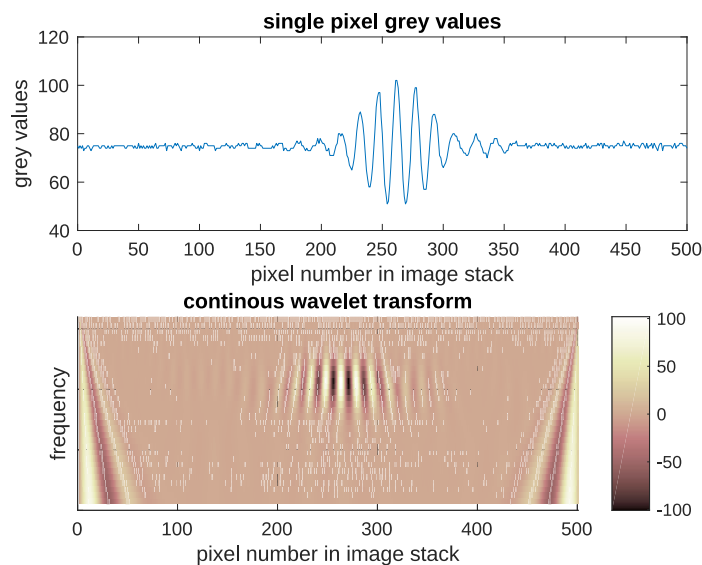 single pixel grey values
120
100
80
60
40
grey values
0 50 100 150 200 250 300 350 400 450 500
pixel number in image stack
continous wavelet transform
frequency
100
50
0
-50
-100
0 100 200 300 400 500
pixel number in image stack